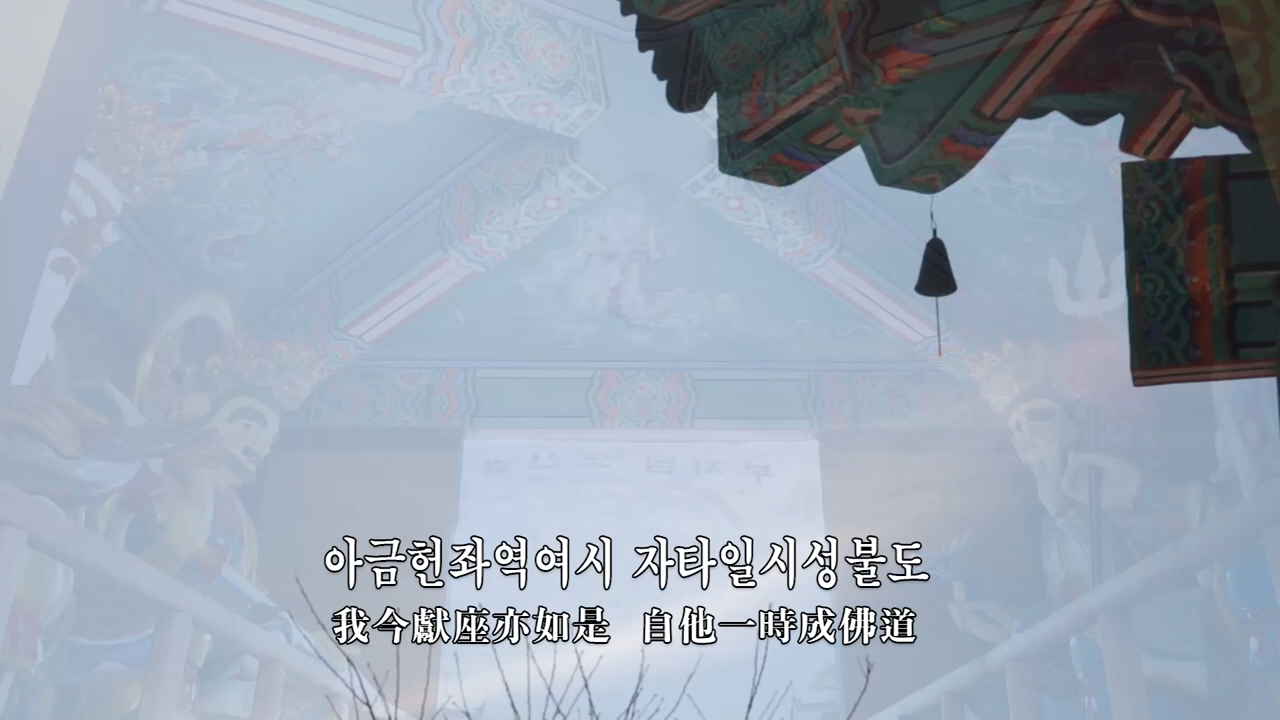 아금헌좌역여시 자타일시성불도
我今獻座亦如是 自他一時成佛道